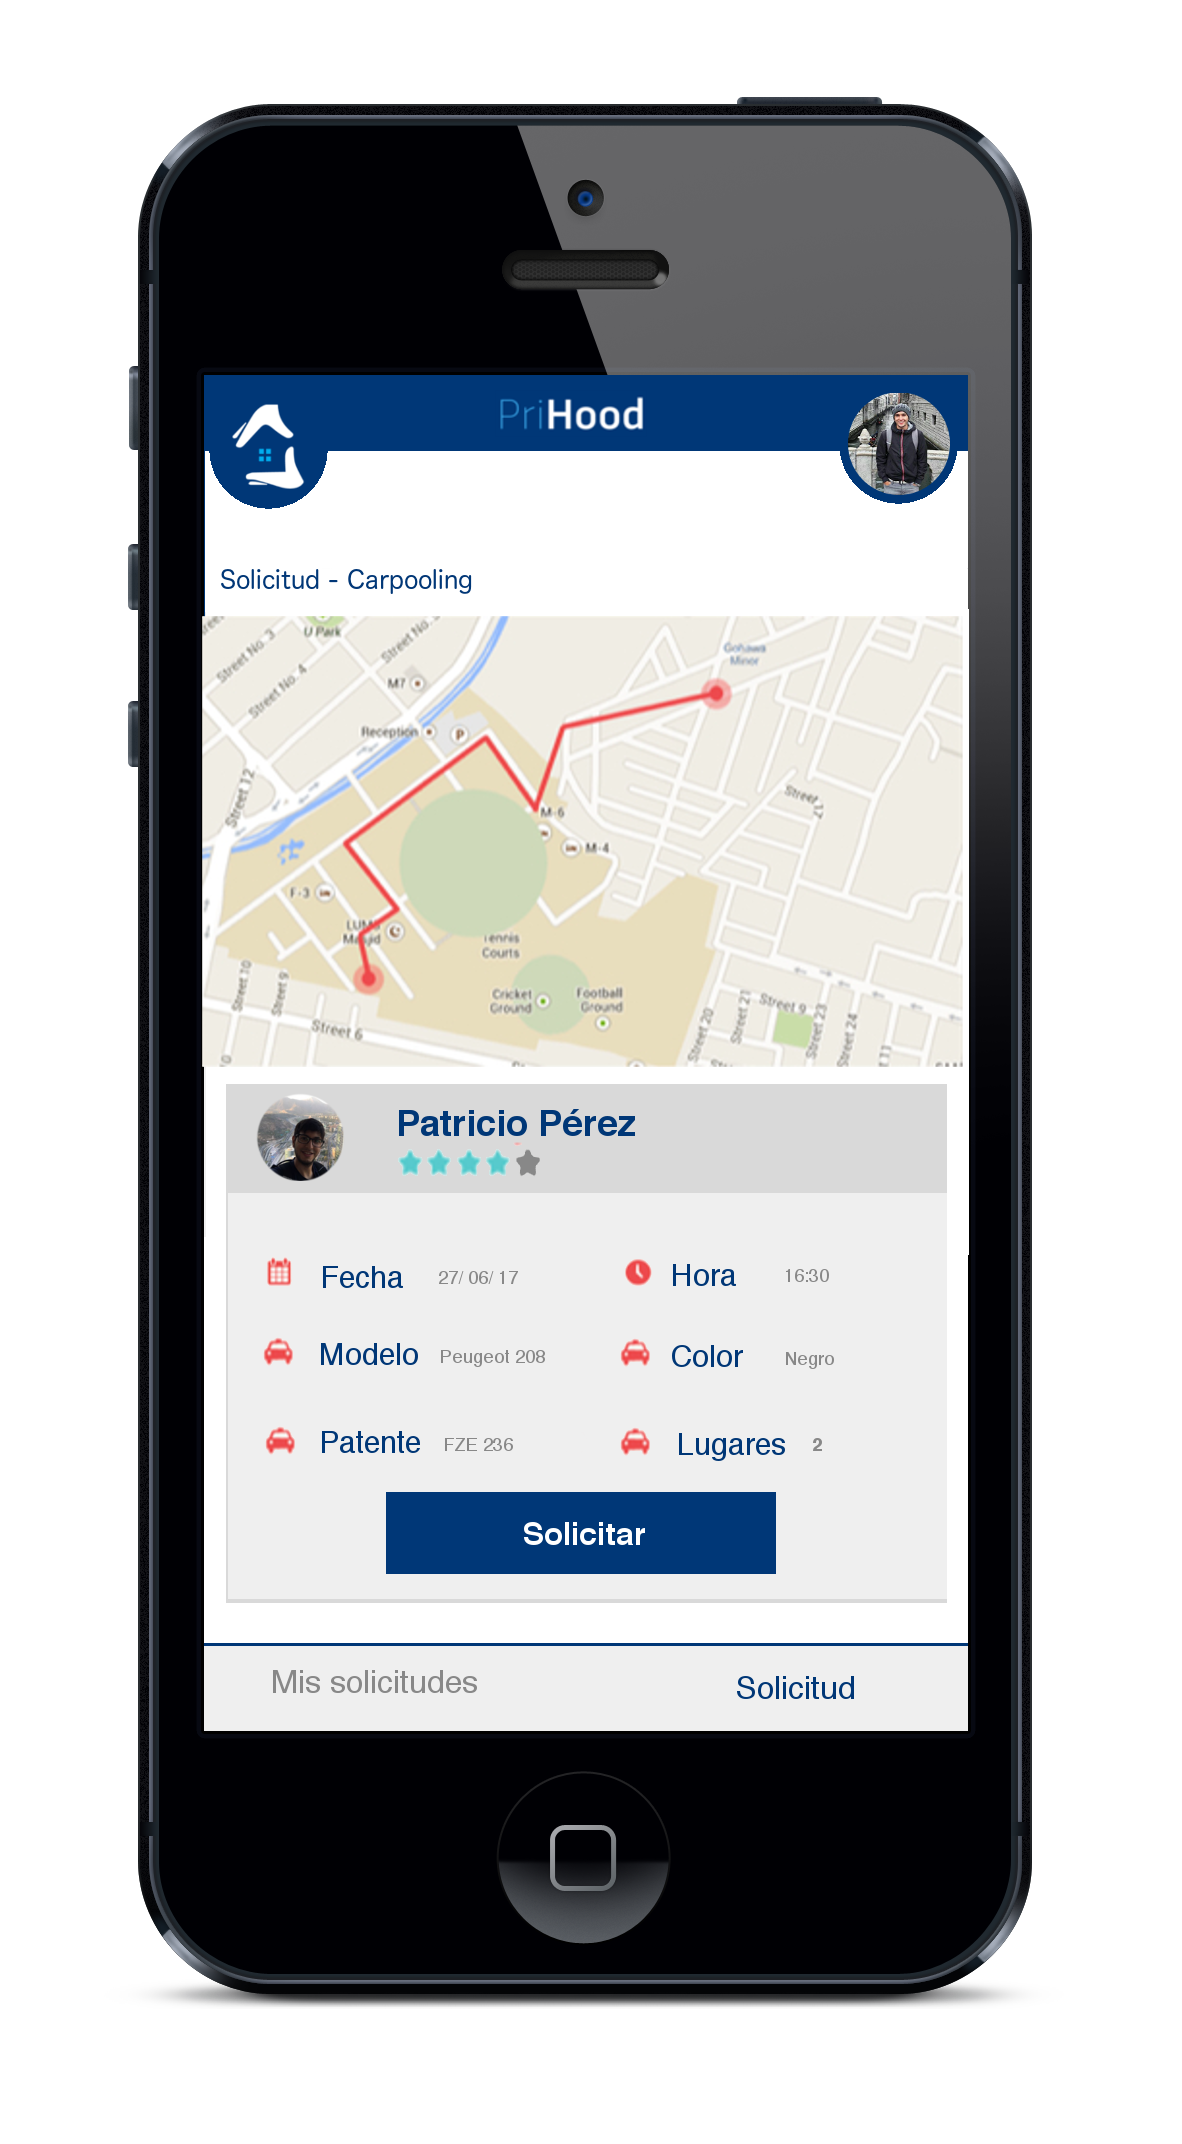 PriHood
Solicitud - Carpooling
U Park
Street No. 3
Street No.
Street No. 4
Gohawa
Minor
M7
Reception
P
Street 12
Street 12
M-6
M-4
F-3
LUMS
Masjid
Tennis
Courts
Cricket
Ground
Football
Ground
Street 10
Street 9
Street 6
Street 20
Street 21
Street 9
Street 23
Street 24
Patricio Pérez
Fecha 27/ 06/ 17 Hora 16:30
Modelo Peugeot 208 Color Negro
Patente FZE 236 Lugares 2
Solicitar
Mis solicitudes Solicitud